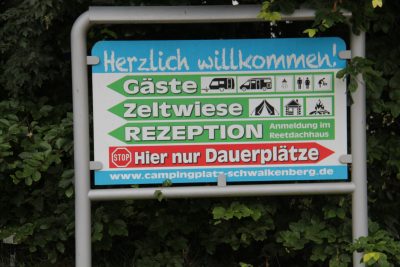 Herzlich willkommen!
Gäste
Zeltwiese
REZEPTION Anmeldung im Reetdachhaus
STOP Hier nur Dauerplätze
www.campingplatz-schwalkenberg.de